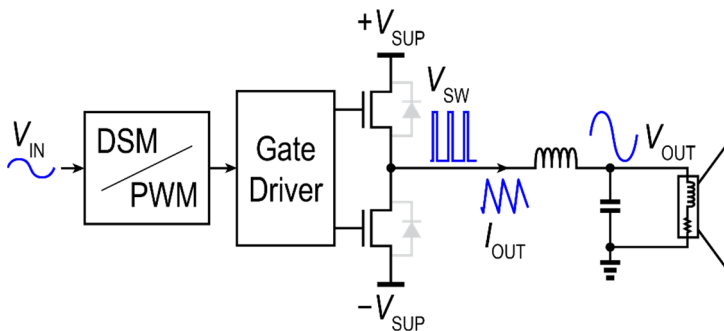 +V_SUP
V_SW
V_IN
DSM
PWM
Gate
Driver
V_OUT
I_OUT
−V_SUP